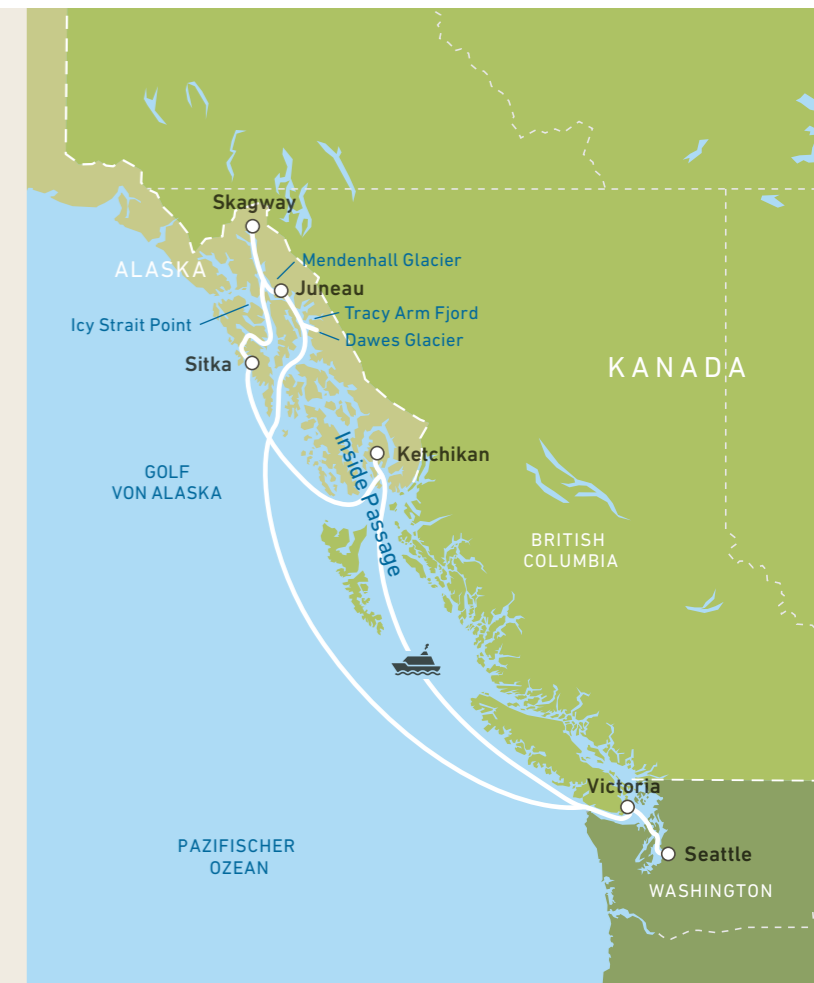 Skagway
Mendenhall Glacier
ALASKA
Juneau
Tracy Arm Fjord
Icy Strait Point
Dawes Glacier
Sitka
KANADA
Ketchikan
Inside Passage
GOLF
VON ALASKA
BRITISH
COLUMBIA
Victoria
PAZIFISCHER
OZEAN
Seattle
WASHINGTON